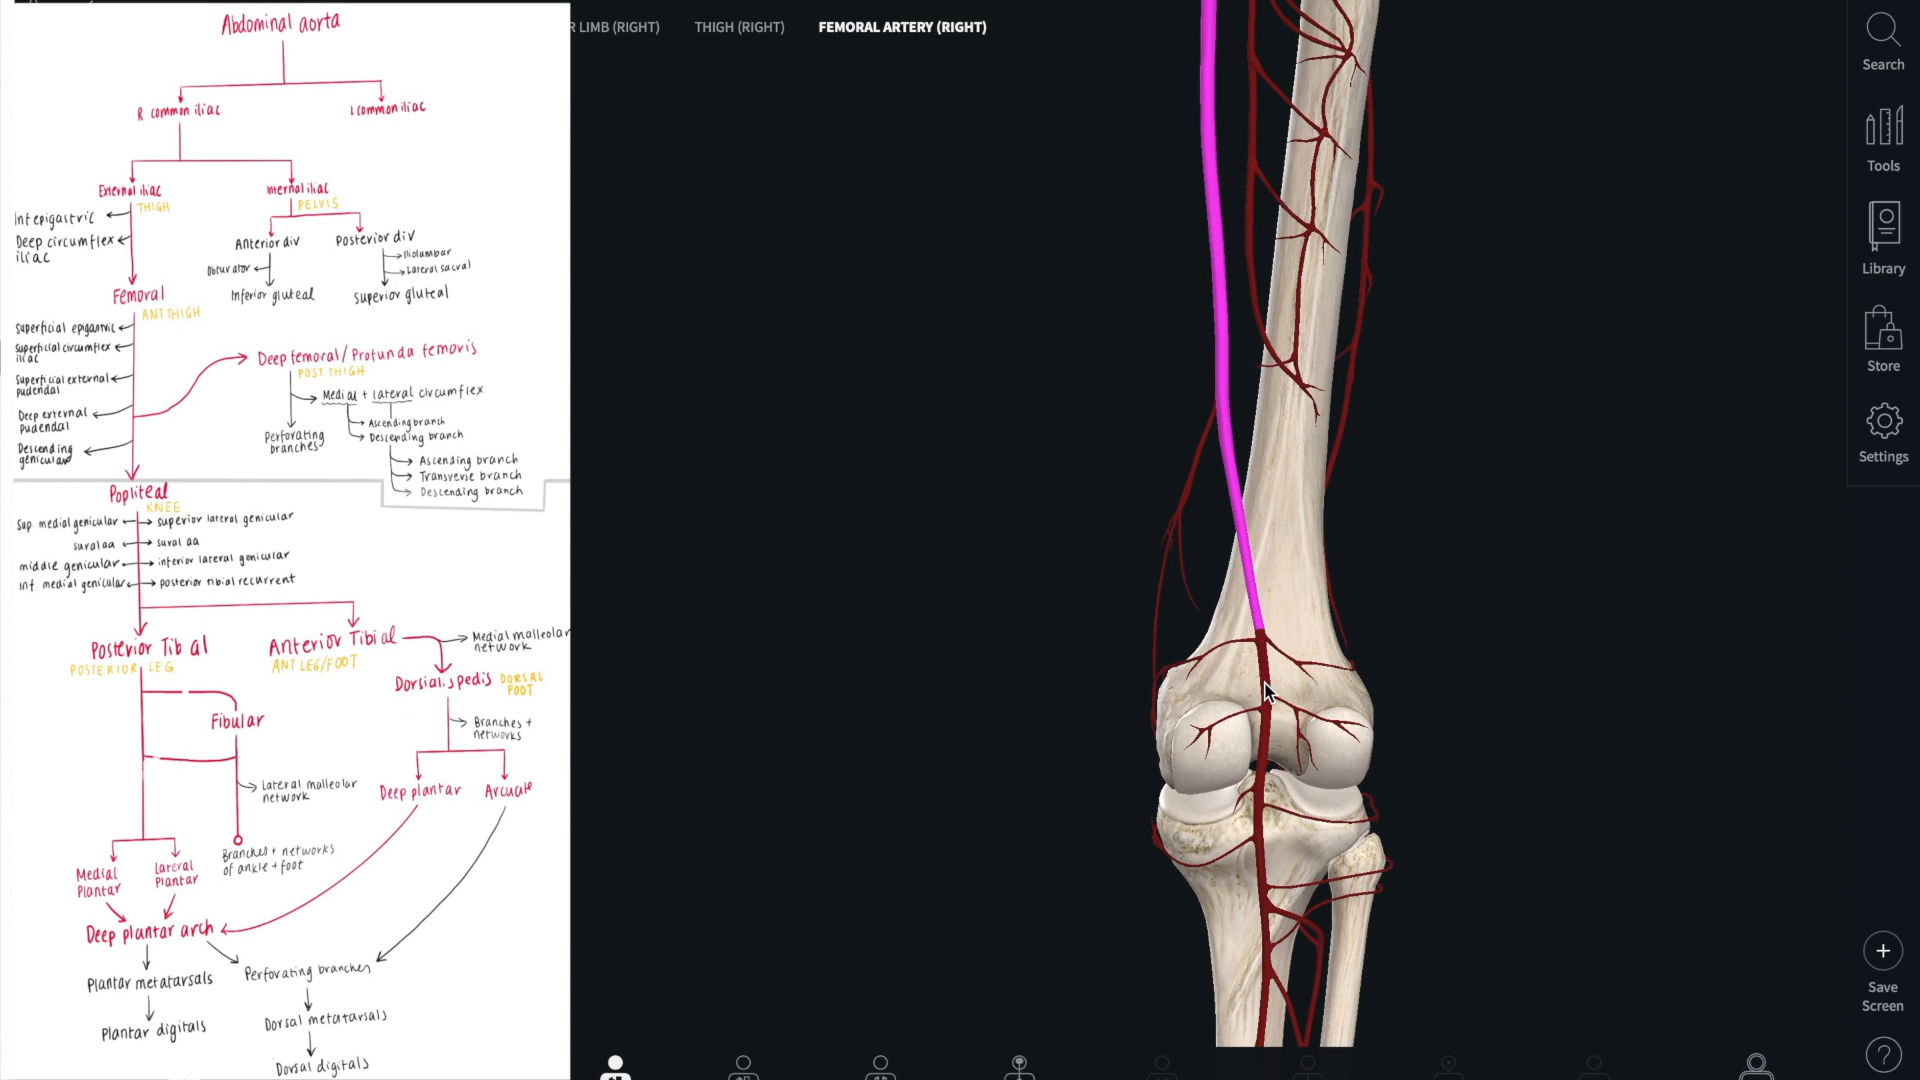 Abdominal aorta
R LIMB (RIGHT)
THIGH (RIGHT)
FEMORAL ARTERY (RIGHT)
R common iliac
L common iliac
External iliac
THIGH
Internal iliac
PELVIS
Inf epigastric
Deep circumflex
iliac
Anterior div
Posterior div
Iliolumbar
Lateral sacral
Obturator
Inferior gluteal
Superior gluteal
Femoral
ANT THIGH
Superficial epigastric
Superficial circumflex
iliac
Superficial external
pudendal
Deep external
pudendal
Descending
genicular
Deep femoral / Profunda femoris
POST THIGH
Medial + lateral circumflex
Ascending branch
Descending branch
Perforating
branches
Ascending branch
Transverse branch
Descending branch
Popliteal
KNEE
Sup. medial genicular
superior lateral genicular
sural aa
sural aa
middle genicular
inferior lateral genicular
inf. medial genicular
posterior tibial recurrent
Posterior Tibial
POSTERIOR LEG
Anterior Tibial
ANT LEG/FOOT
Medial malleolar
network
Dorsialis pedis
DORSAL
FOOT
Branches +
networks
Fibular
Lateral malleolar
network
Deep plantar
Arcuate
Branches + networks
of ankle + foot
Medial
Plantar
Lateral
Plantar
Deep plantar arch
Plantar metatarsals
Perforating branches
Plantar digitals
Dorsal metatarsals
Dorsal digitals
Search
Tools
Library
Store
Settings
Save
Screen